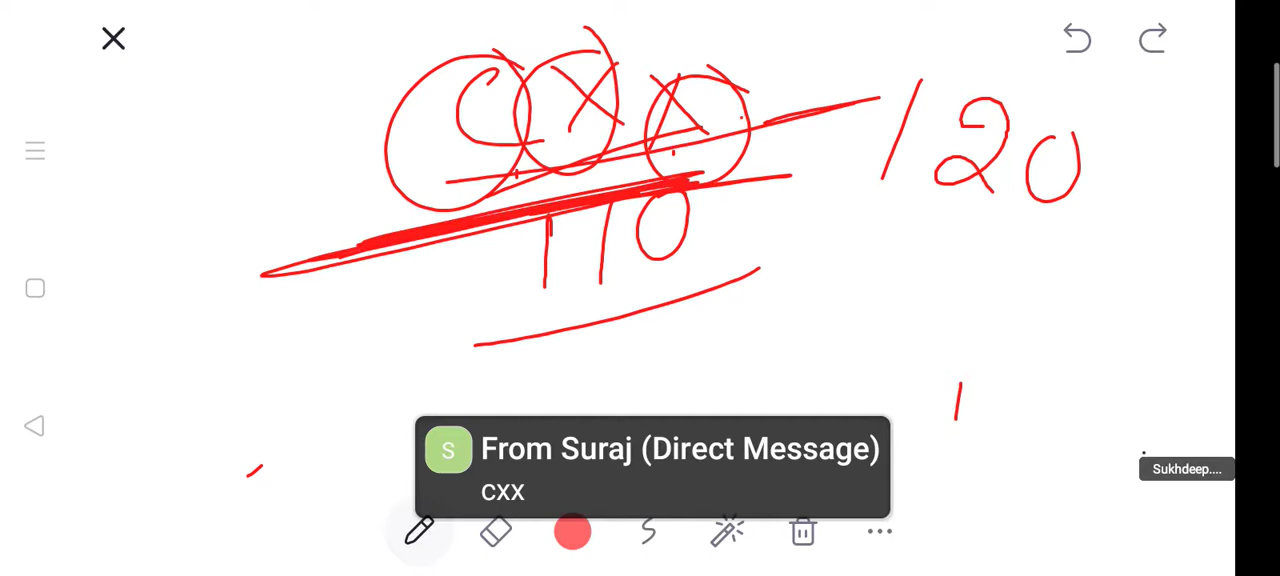 CXX
120
110
From Suraj (Direct Message)
S
CXX
Sukhdeep....